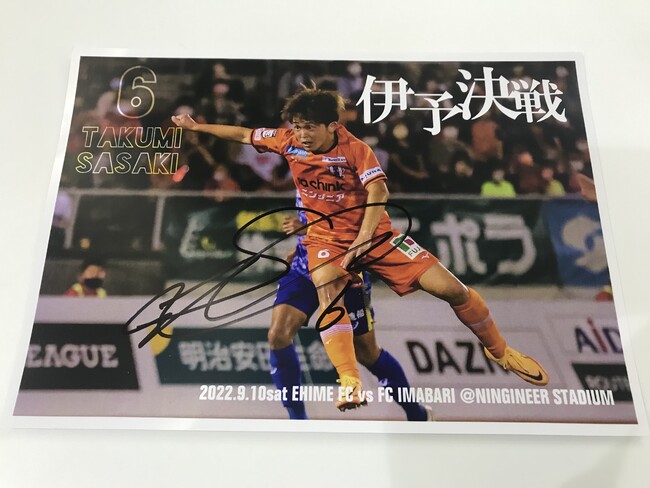 6
TAKUMI
SASAKI
伊予決戦
ポラ
EAGUE
明治安田生命
DAZN
AiD
2022.9.10sat EHIME FC vs FC IMABARI @NINGINEER STADIUM